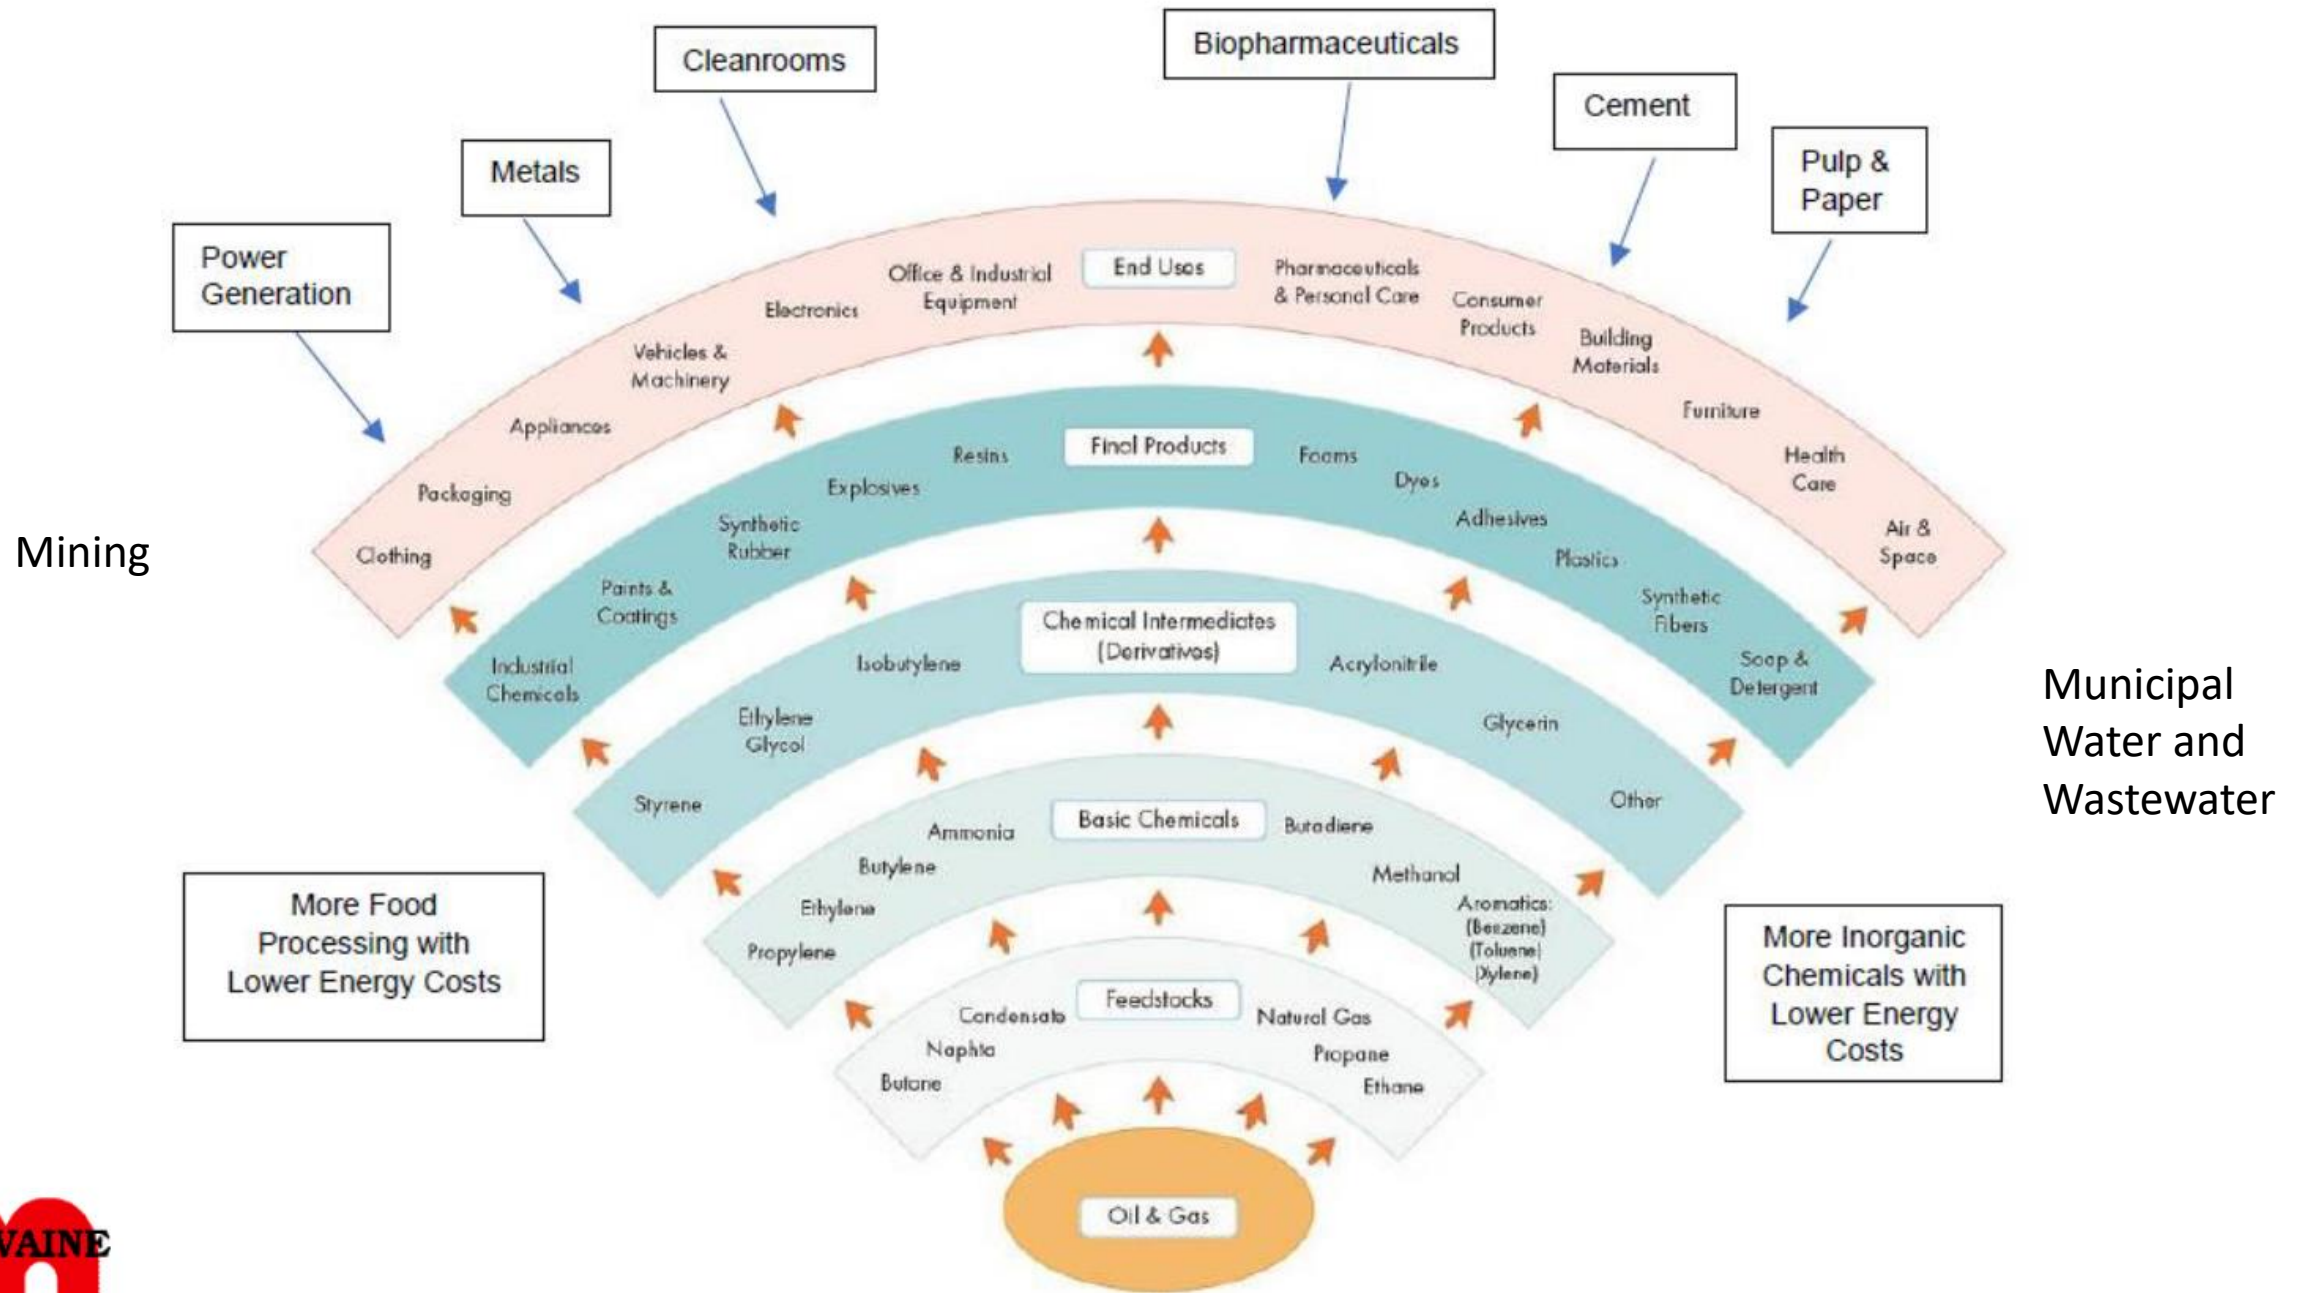 Cleanrooms
Biopharmaceuticals
Cement
Metals
Pulp &
Paper
Power
Generation
End Uses
Office & Industrial
Equipment
Pharmaceuticals
& Personal Care
Electronics
Consumer
Products
Vehicles &
Machinery
Building
Materials
Appliances
Furniture
Packaging
Health
Care
Clothing
Air &
Space
Mining
Final Products
Resins
Foams
Explosives
Dyes
Synthetic
Rubber
Adhesives
Plastics
Paints &
Coatings
Synthetic
Fibers
Industrial
Chemicals
Soap &
Detergent
Municipal
Water and
Wastewater
Chemical Intermediates
(Derivatives)
Isobutylene
Acrylonitrile
Ethylene
Glycol
Glycerin
Styrene
Other
Basic Chemicals
Ammonia
Butadiene
Butylene
Methanol
Ethylene
Propylene
Aromatics:
(Benzene)
(Toluene)
(Xylene)
More Food
Processing with
Lower Energy Costs
More Inorganic
Chemicals with
Lower Energy
Costs
Feedstocks
Condensate
Natural Gas
Naphta
Propane
Butane
Ethane
Oil & Gas
VAINE